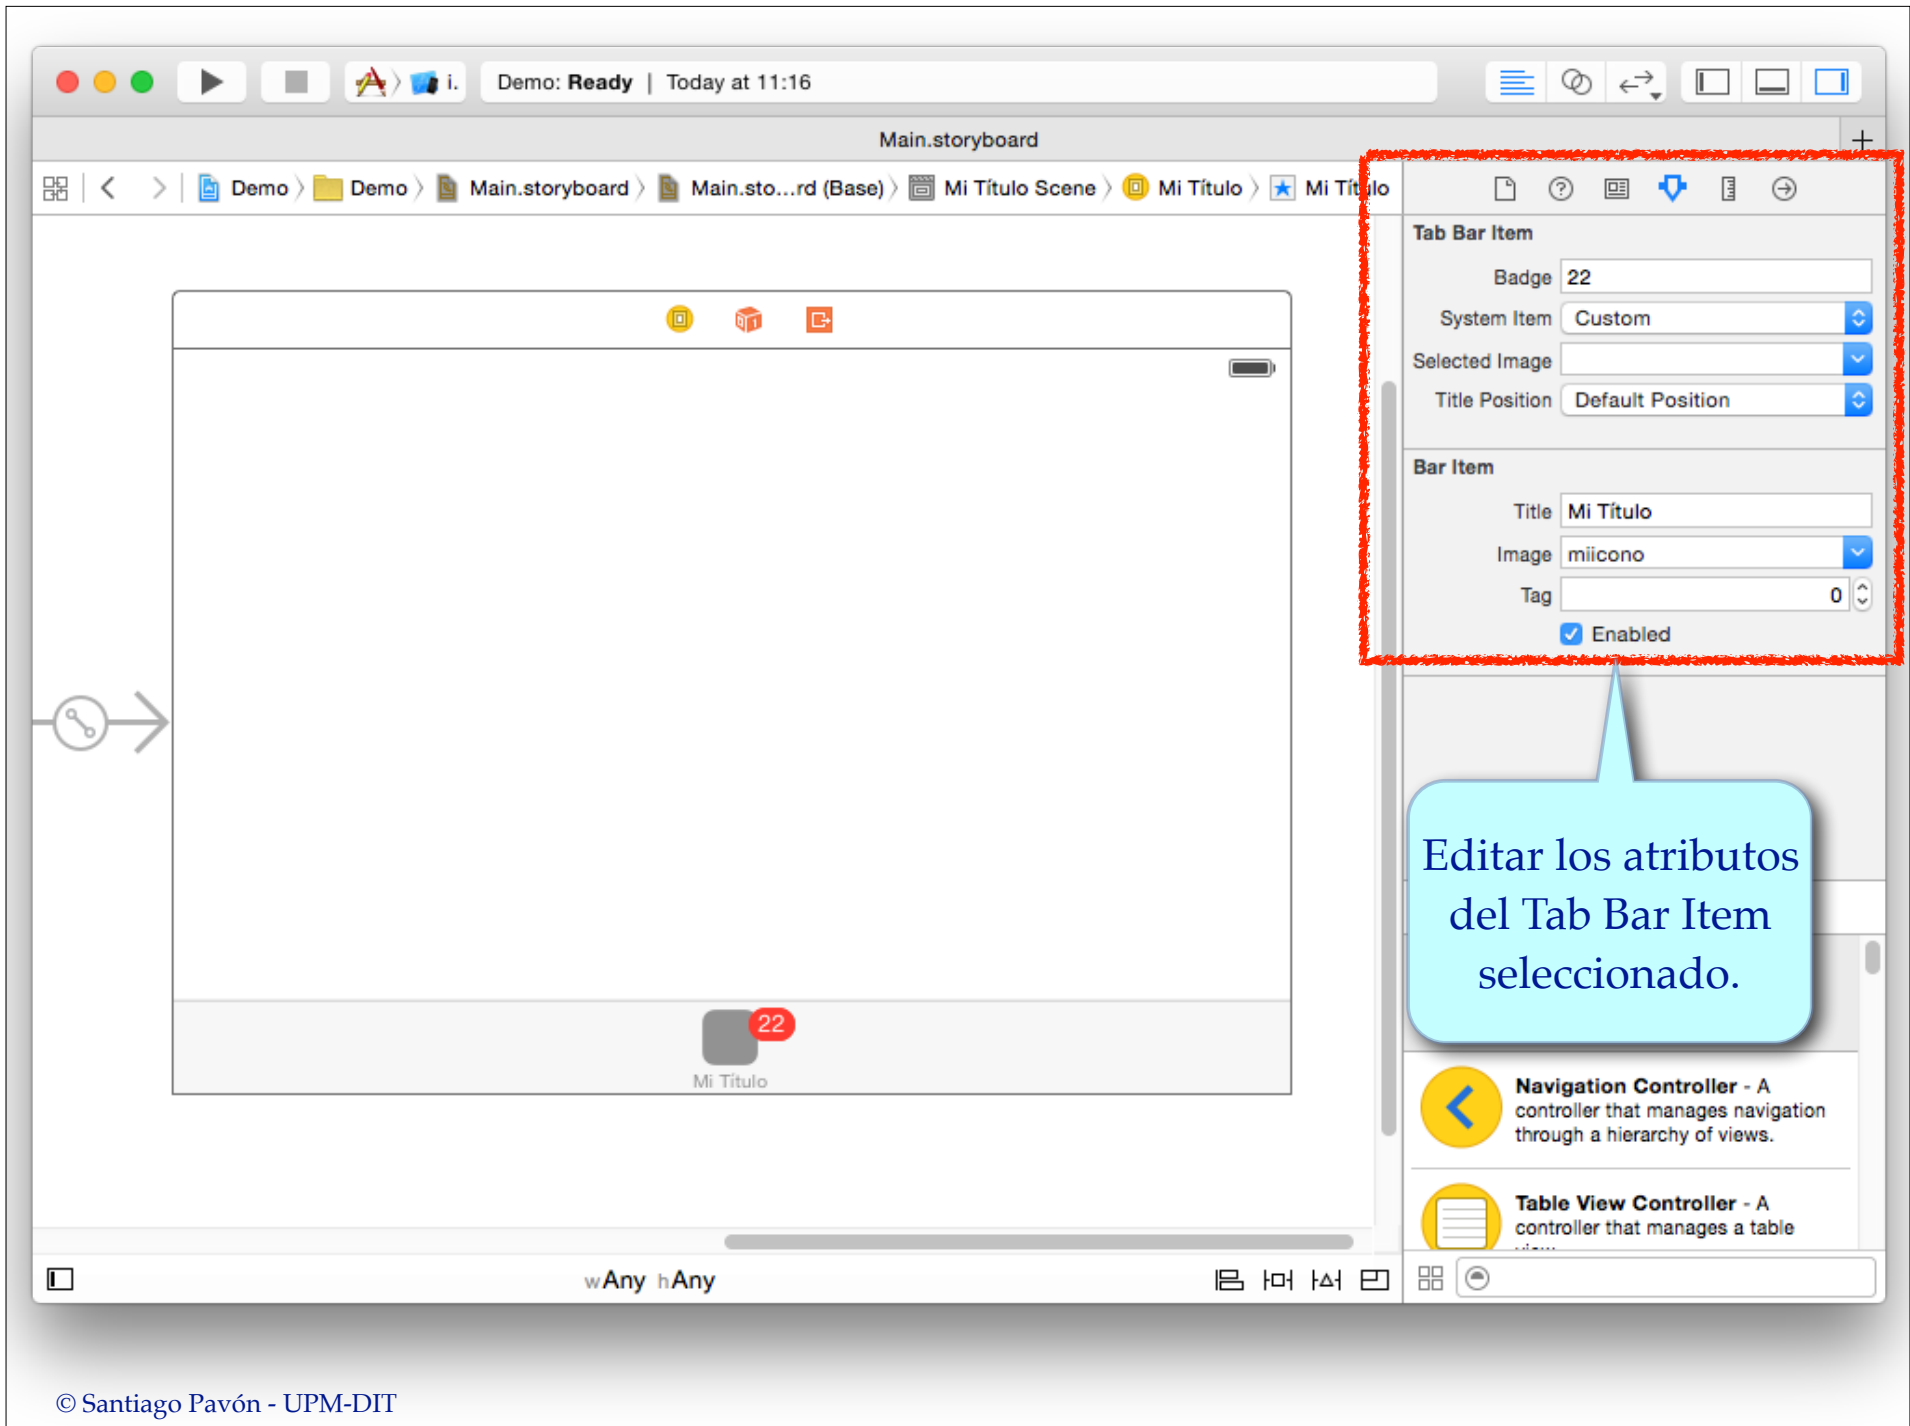 i.
Demo: Ready | Today at 11:16
Main.storyboard
Demo Demo Main.storyboard Main.sto...rd (Base) Mi Título Scene Mi Título Mi Título
Tab Bar Item
Badge 22
System Item Custom
Selected Image
Title Position Default Position
Bar Item
Title Mi Título
Image miicono
Tag 0
Enabled
Editar los atributos
del Tab Bar Item
seleccionado.
22
Mi Título
Navigation Controller - A
controller that manages navigation
through a hierarchy of views.
Table View Controller - A
controller that manages a table
wAny hAny
© Santiago Pavón - UPM-DIT